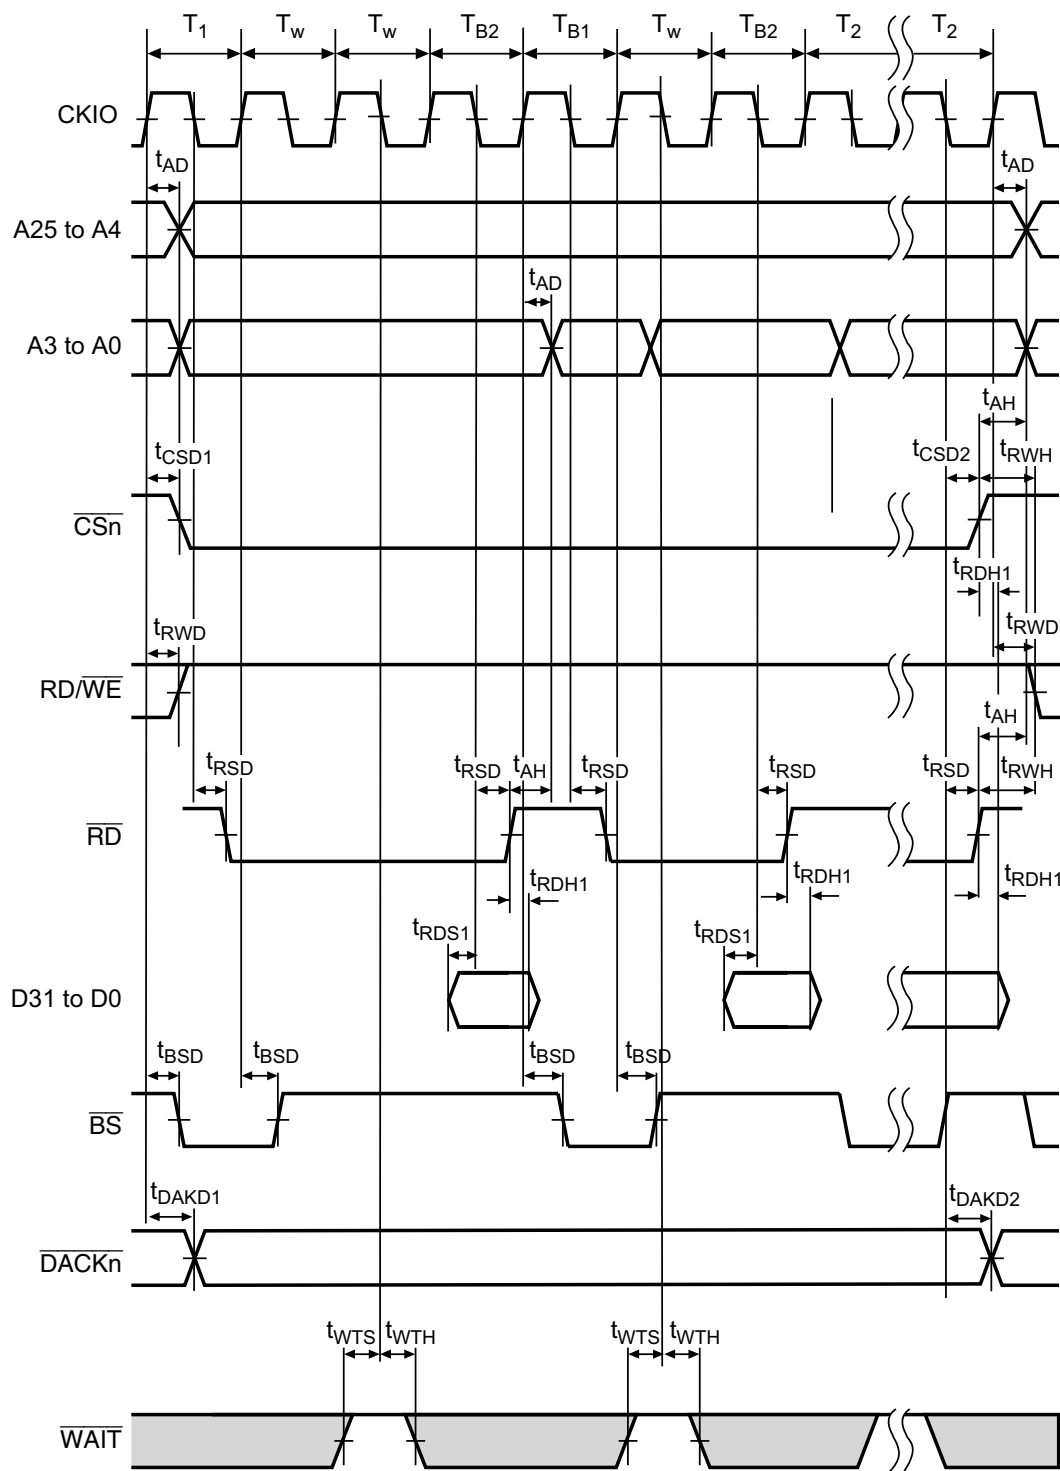 T1 Tw Tw TB2 TB1 Tw TB2 T2 T2
CKIO
tAD tAD
A25 to A4
tAD
A3 to A0
tAH
tCSD1 tCSD2 tRWH
CSn
tRDH1
tRWD tRWD
RD/WE
tAH
tRSD tRSD tAH tRSD tRSD tRSD tRWH
RD
tRDH1 tRDH1 tRDH1
tRDS1 tRDS1
D31 to D0
tBSD tBSD tBSD tBSD
BS
tDAKD1 tDAKD2
DACKn
tWTS tWTH tWTS tWTH
WAIT